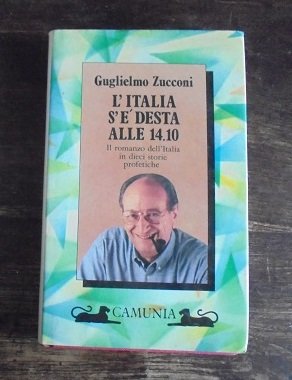 Guglielmo Zucconi
L'ITALIA
S'È DESTA
ALLE 14.10
Il romanzo dell'Italia
in dieci storie
profetiche
CAMUNIA